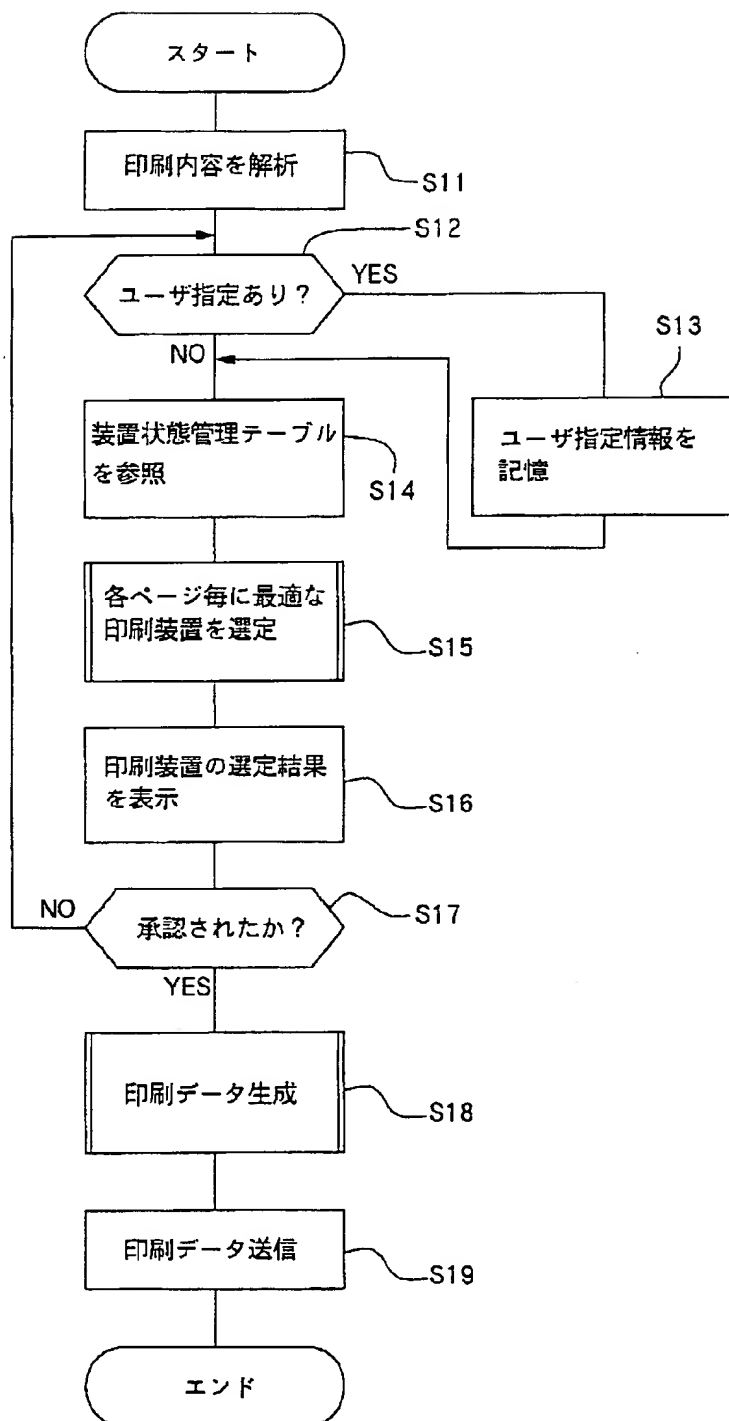 スタート
印刷内容を解析
S11
S12
ユーザ指定あり？
YES
NO
S13
ユーザ指定情報を
記憶
装置状態管理テーブル
を参照
S14
各ページ毎に最適な
印刷装置を選定
S15
印刷装置の選定結果
を表示
S16
NO
承認されたか？
S17
YES
印刷データ生成
S18
印刷データ送信
S19
エンド